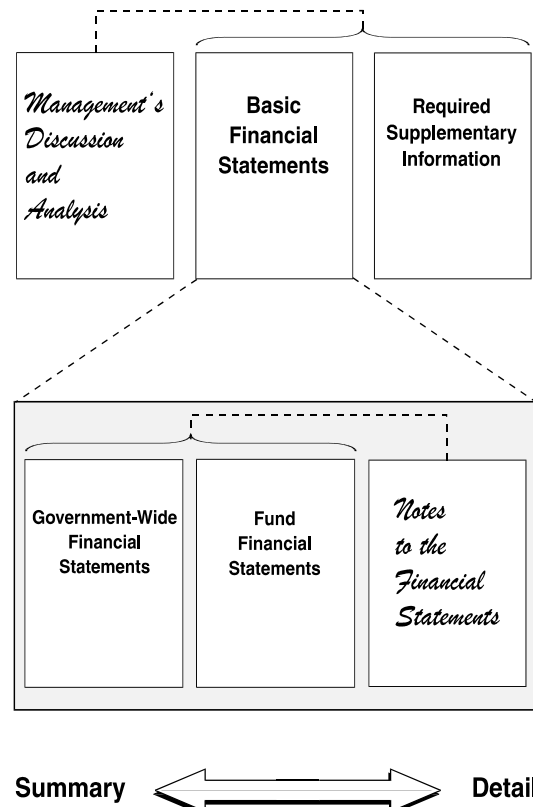 Management's
Discussion
and
Analysis
Basic
Financial
Statements
Required
Supplementary
Information
Government-Wide
Financial
Statements
Fund
Financial
Statements
Notes
to the
Financial
Statements
Summary
Detail